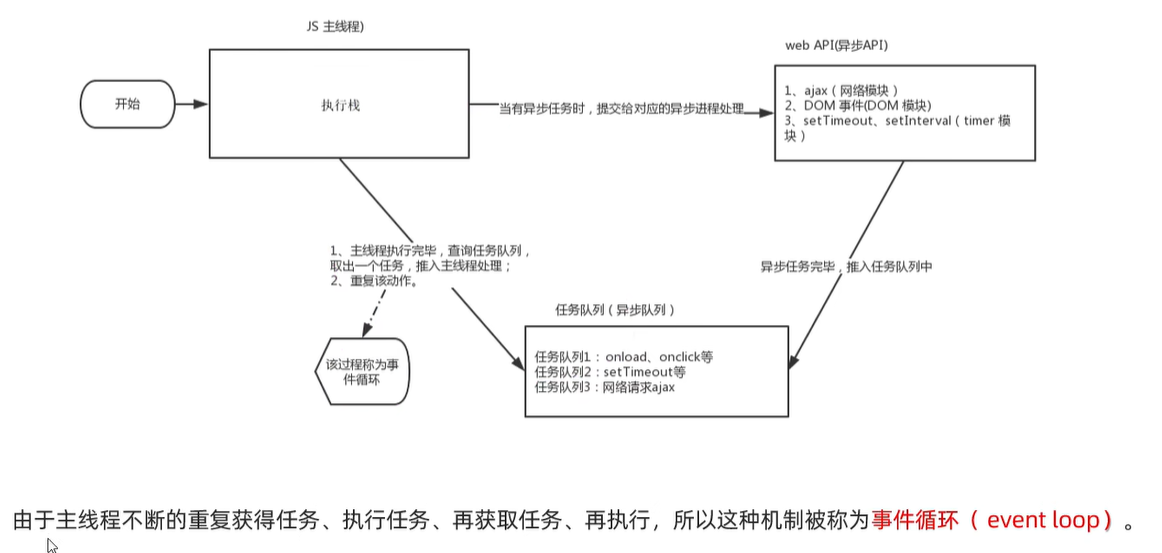 JS 主线程)
web API(异步API)
开始
执行栈
当有异步任务时，提交给对应的异步进程处理
1、ajax（网络模块）
2、DOM 事件(DOM 模块)
3、setTimeout、setInterval（timer 模
块）
1、主线程执行完毕，查询任务队列，
取出一个任务，推入主线程处理；
2、重复该动作。
异步任务完毕，推入任务队列中
任务队列（异步队列）
该过程称为事
件循环
任务队列1：onload、onclick等
任务队列2：setTimeout等
任务队列3：网络请求ajax
由于主线程不断的重复获得任务、执行任务、再获取任务、再执行，所以这种机制被称为事件循环（ event loop）。